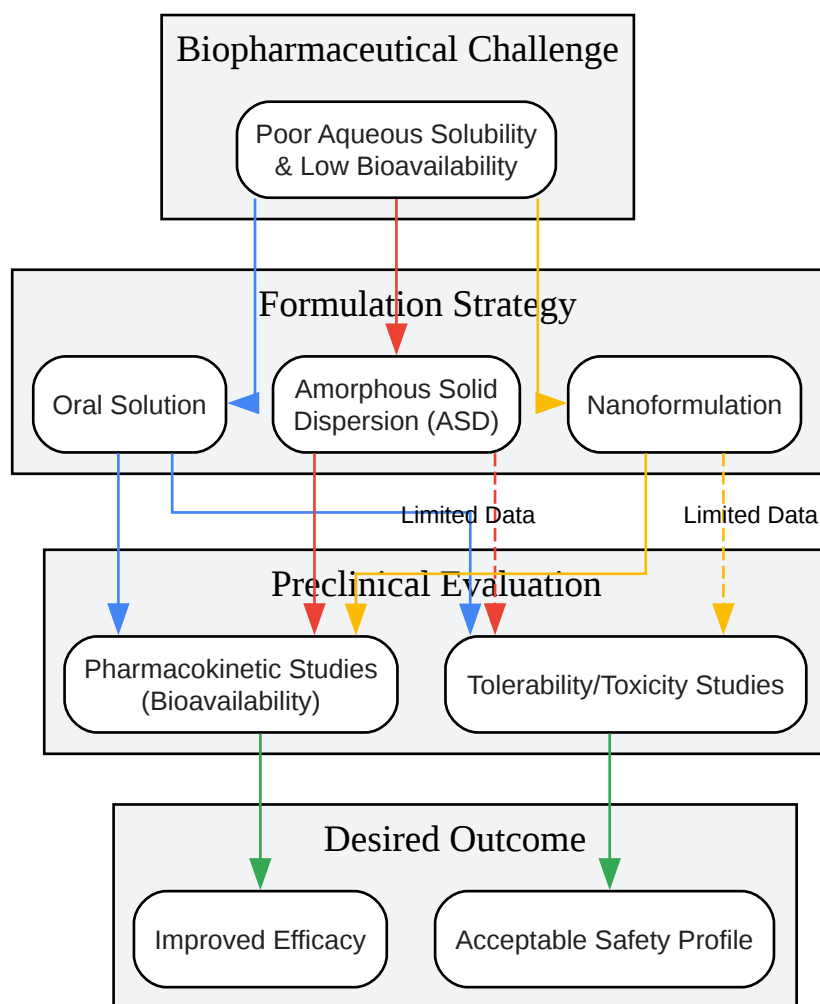 Biopharmaceutical Challenge
Poor Aqueous Solubility
& Low Bioavailability
Formulation Strategy
Oral Solution
Amorphous Solid
Dispersion (ASD)
Nanoformulation
Limited Data
Limited Data
Preclinical Evaluation
Pharmacokinetic Studies
(Bioavailability)
Tolerability/Toxicity Studies
Desired Outcome
Improved Efficacy
Acceptable Safety Profile